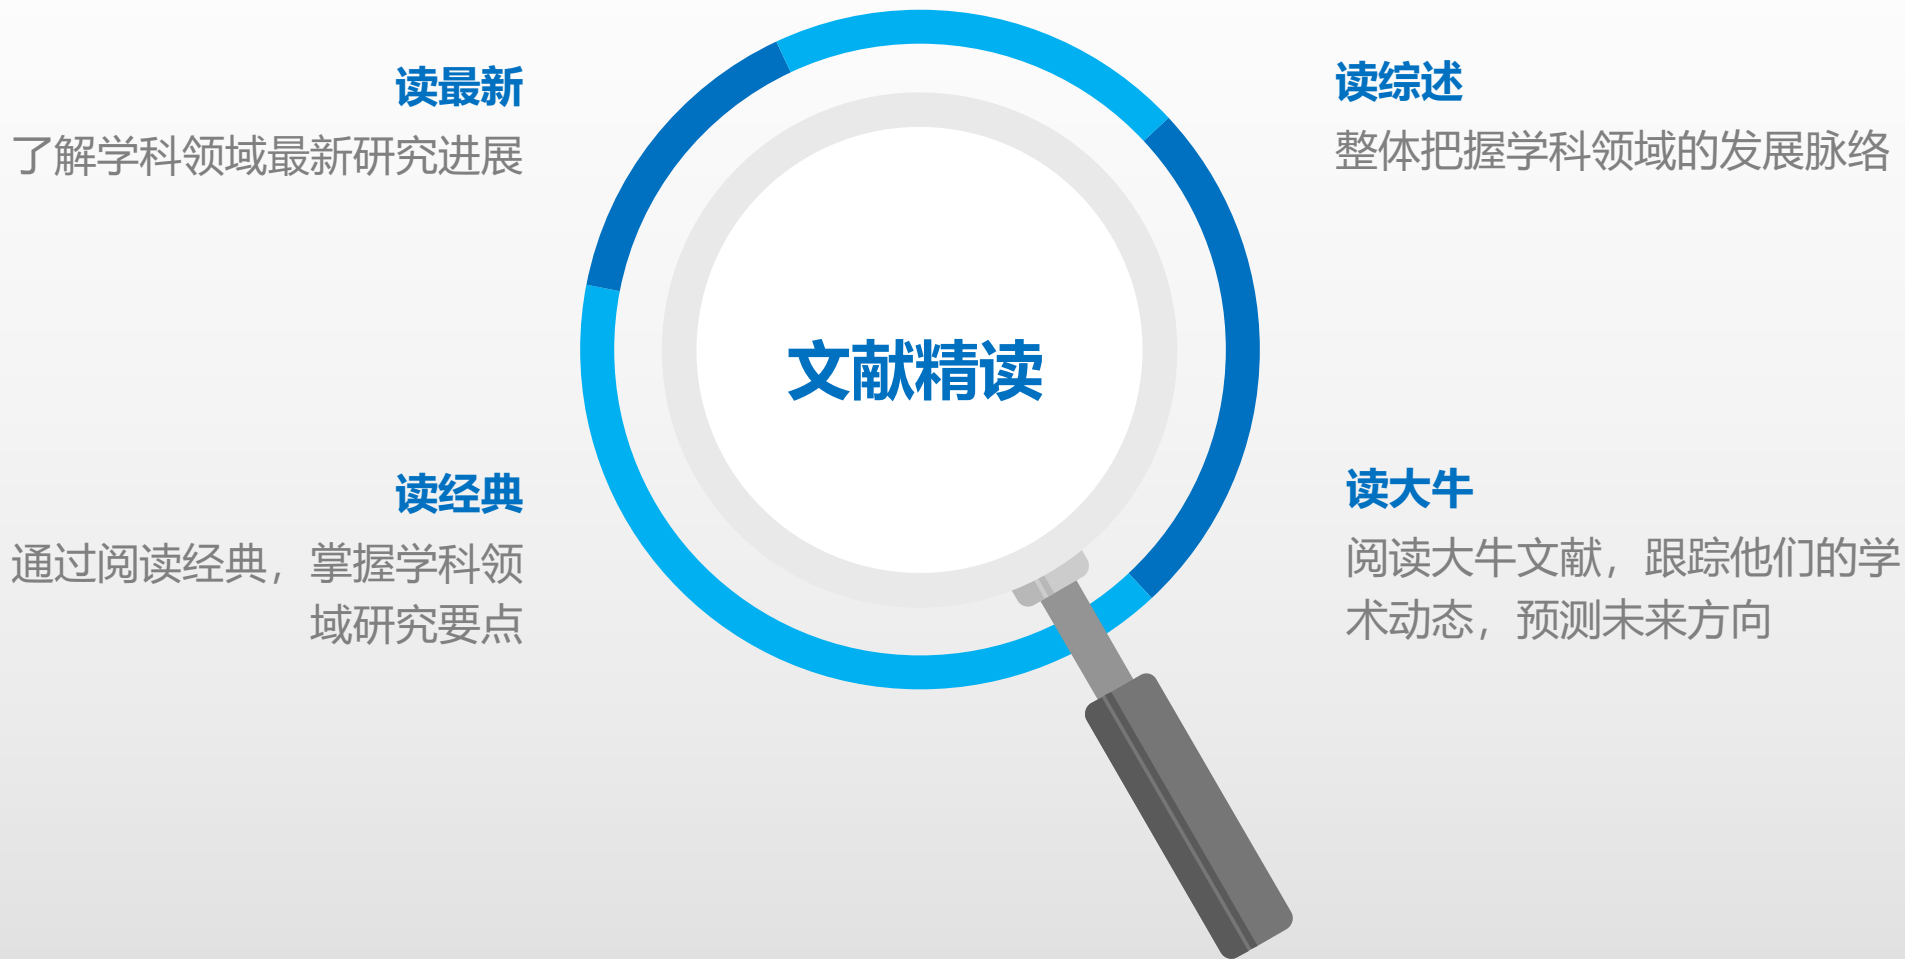 读最新
了解学科领域最新研究进展
读综述
整体把握学科领域的发展脉络
文献精读
读经典
通过阅读经典，掌握学科领
域研究要点
读大牛
阅读大牛文献，跟踪他们的学
术动态，预测未来方向